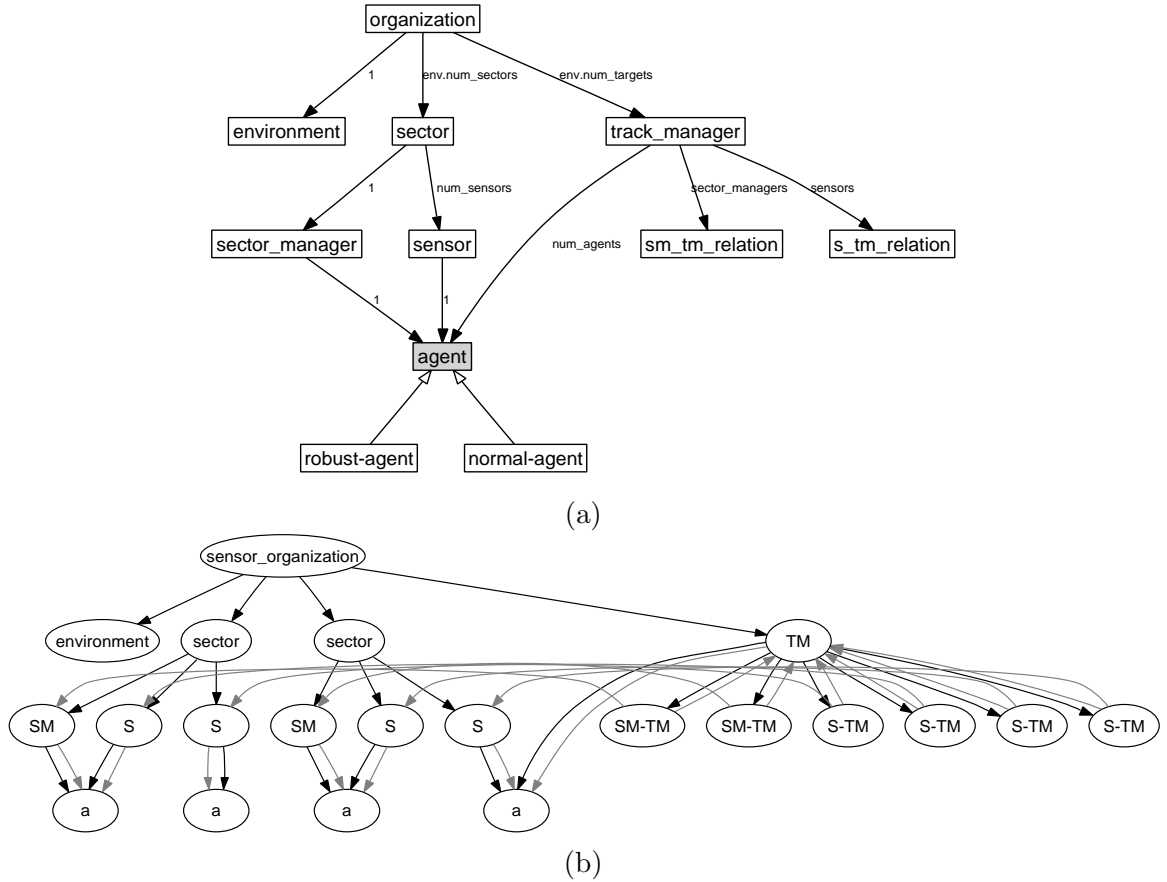 organization
1
env.num_sectors
env.num_targets
environment
sector
track_manager
1
num_sensors
sector_managers
sensors
sector_manager
sensor
num_agents
sm_tm_relation
s_tm_relation
1
1
agent
robust-agent
normal-agent
(a)
sensor_organization
environment
sector
sector
TM
SM
S
S
SM
S
S
SM-TM
SM-TM
S-TM
S-TM
S-TM
S-TM
a
a
a
a
(b)